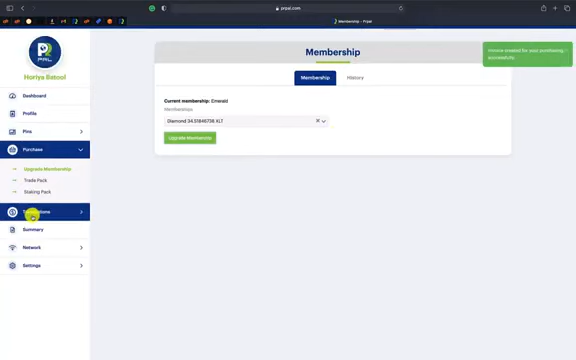 prpal.com
Membership - Prpal
PRPAL
Horiya Batool
Dashboard
Profile
Pins
Purchase
Upgrade Membership
Trade Pack
Staking Pack
Transactions
Summary
Network
Settings
Membership
Membership
History
Current membership: Emerald
Memberships
Diamond 34.51846738 XLT
Upgrade Membership
Invoice created for your purchasing
successfully.